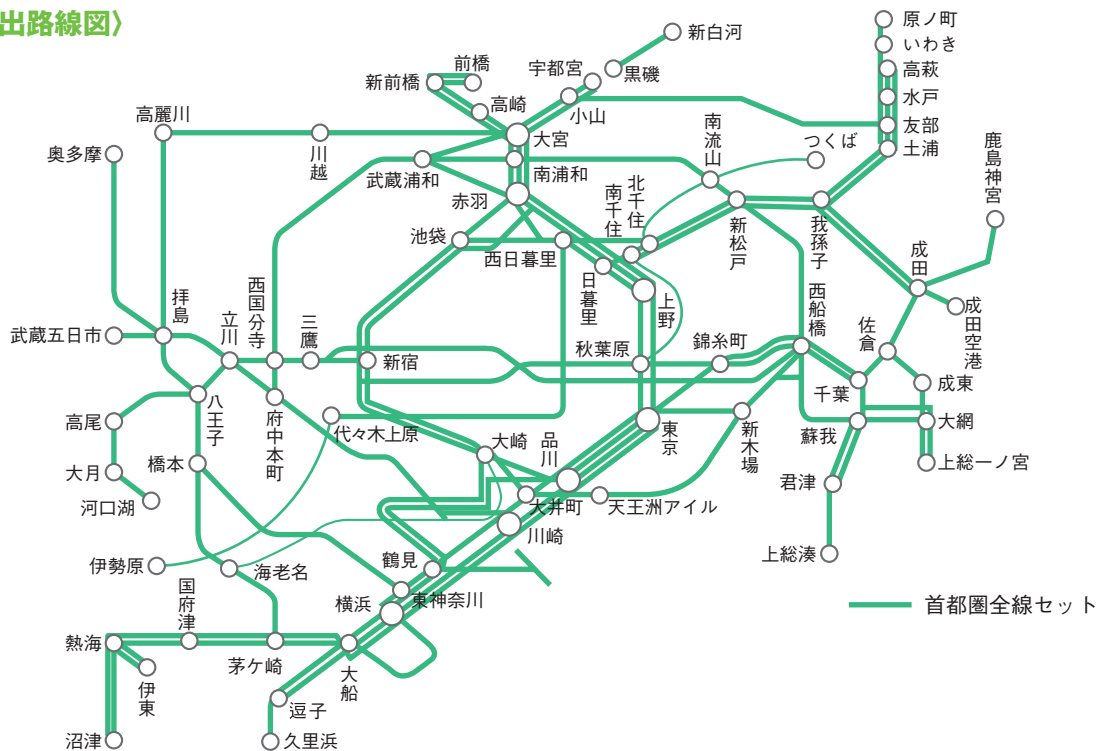 出路線図〉
原ノ町
いわき
高萩
水戸
友部
土浦
新白河
黒磯
宇都宮
小山
前橋
新前橋
高崎
大宮
高麗川
川越
奥多摩
武蔵浦和
南浦和
赤羽
南流山
つくば
鹿島神宮
北千住
南千住
新松戸
我孫子
成田
成田空港
池袋
西日暮里
日暮里
上野
西船橋
佐倉
拝島
武蔵五日市
立川
西国分寺
三鷹
新宿
秋葉原
錦糸町
千葉
成東
高尾
八王子
府中本町
代々木上原
大崎
品川
東京
新木場
蘇我
大網
上総一ノ宮
大月
橋本
河口湖
大井町
天王洲アイル
君津
川崎
上総湊
伊勢原
海老名
鶴見
東神奈川
横浜
首都圏全線セット
国府津
熱海
茅ケ崎
大船
伊東
逗子
沼津
久里浜